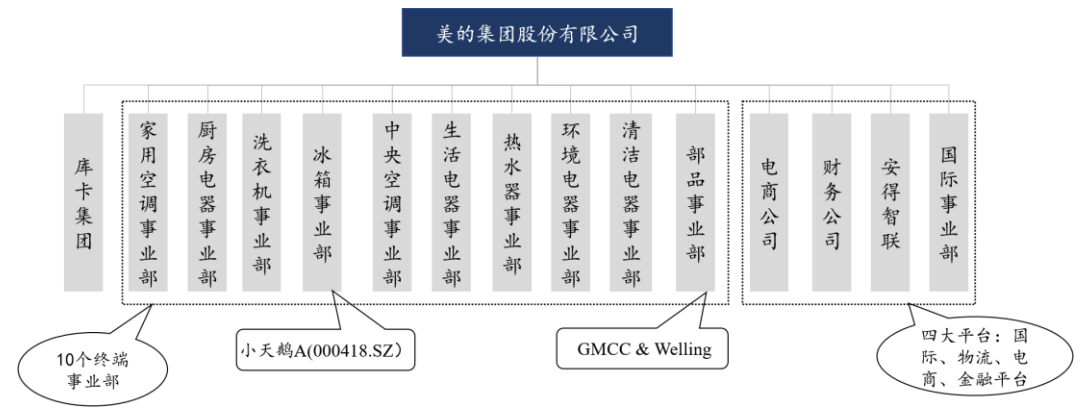 美的集团股份有限公司
库卡集团
家用空调事业部
厨房电器事业部
洗衣机事业部
冰箱事业部
中央空调事业部
生活电器事业部
热水器事业部
环境电器事业部
清洁电器事业部
部品事业部
电商公司
财务公司
安得智联
国际事业部
10个终端
事业部
小天鹅A(000418.SZ）
GMCC & Welling
四大平台：国
际、物流、电
商、金融平台